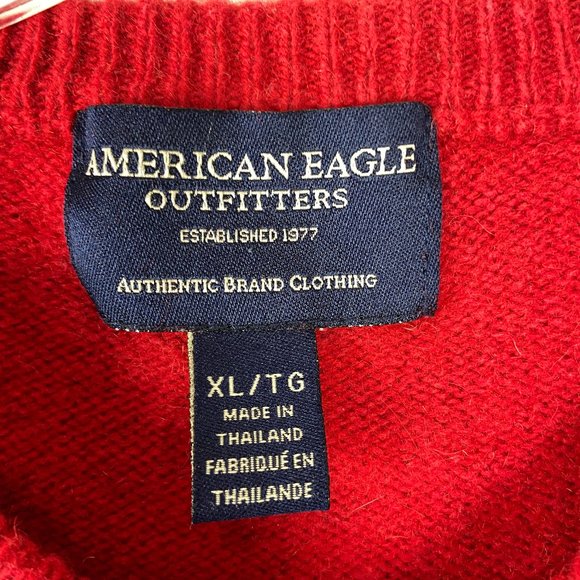 AMERICAN EAGLE
OUTFITTERS
ESTABLISHED 1977
AUTHENTIC BRAND CLOTHING
XL/TG
MADE IN
THAILAND
FABRIQUÉ EN
THAILANDE